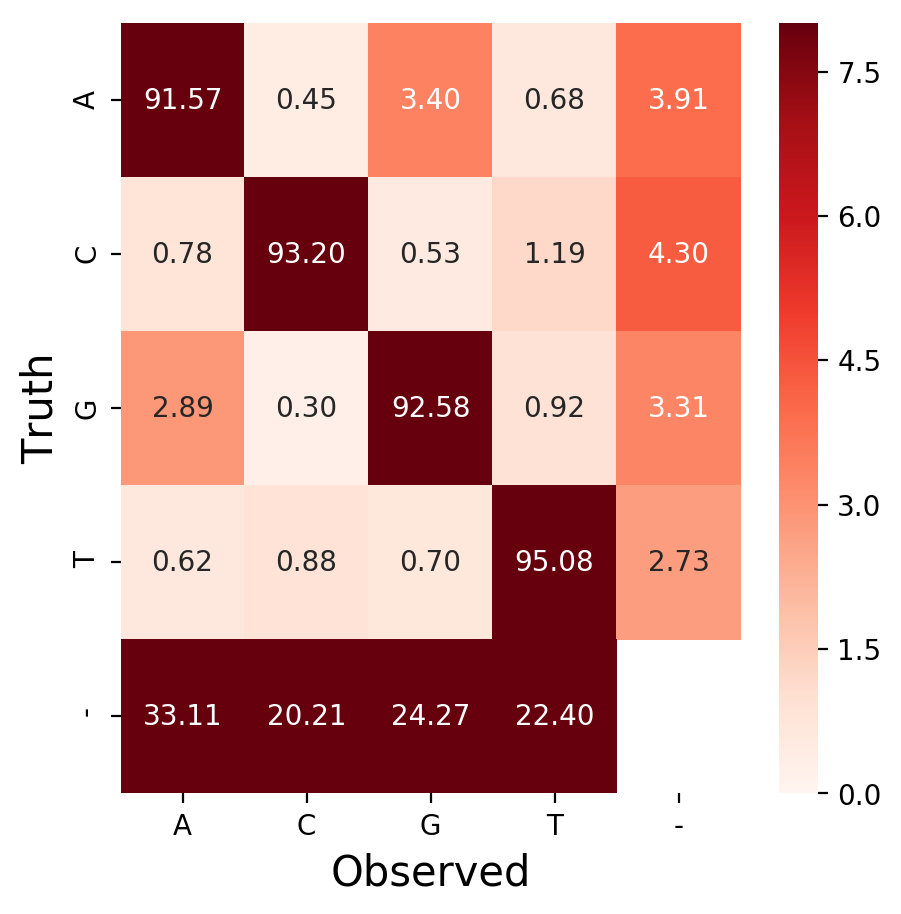 A 91.57 0.45 3.40 0.68 3.91
C 0.78 93.20 0.53 1.19 4.30
G 2.89 0.30 92.58 0.92 3.31
T 0.62 0.88 0.70 95.08 2.73
- 33.11 20.21 24.27 22.40
A C G T -
Truth
Observed
7.5
6.0
4.5
3.0
1.5
0.0